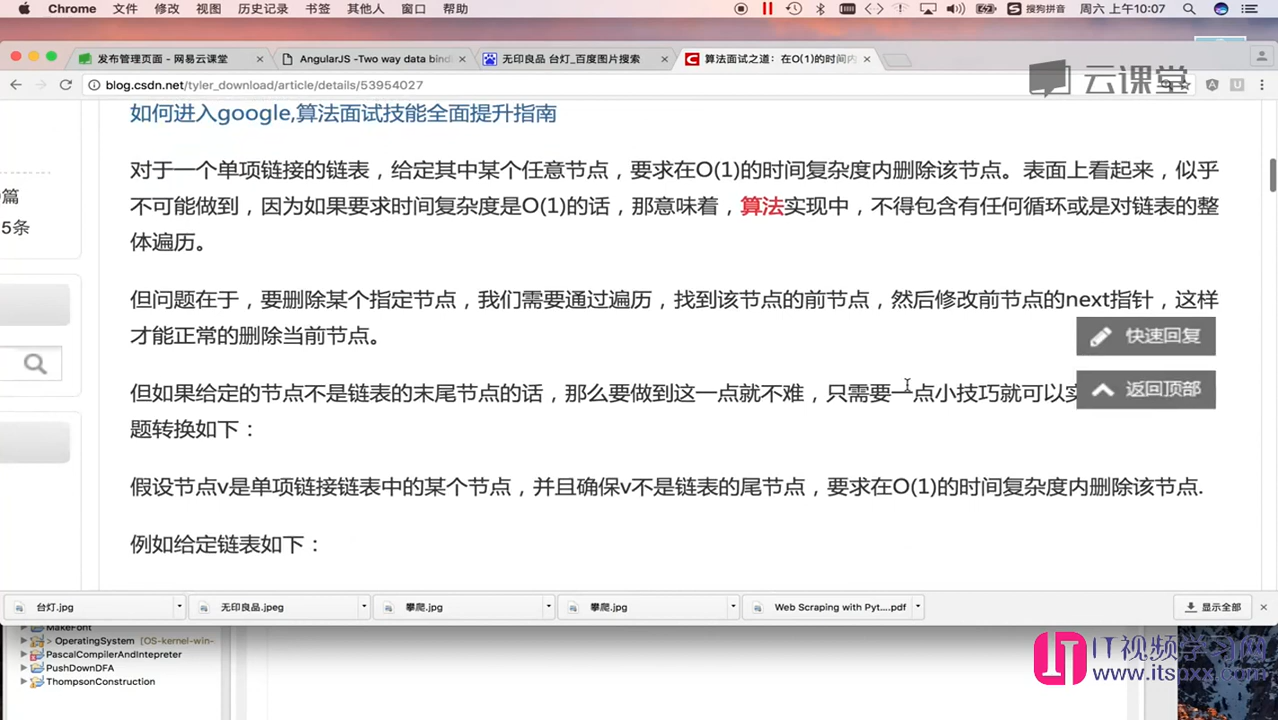 Chrome 文件 修改 视图 历史记录 书签 其他人 窗口 帮助 搜狗拼音 周六 上午10:07
发布管理页面 - 网易云课堂 AngularJS -Two way data bindi 无印良品 台灯_百度图片搜索 算法面试之道：在O(1)的时间内
云课堂
blog.csdn.net/tyler_download/article/details/53954027
如何进入google,算法面试技能全面提升指南
对于一个单项链接的链表，给定其中某个任意节点，要求在O(1)的时间复杂度内删除该节点。表面上看起来，似乎
篇
不可能做到，因为如果要求时间复杂度是O(1)的话，那意味着，算法实现中，不得包含有任何循环或是对链表的整
5条
体遍历。
但问题在于，要删除某个指定节点，我们需要通过遍历，找到该节点的前节点，然后修改前节点的next指针，这样
才能正常的删除当前节点。
快速回复
但如果给定的节点不是链表的末尾节点的话，那么要做到这一点就不难，只需要一点小技巧就可以实
返回顶部
题转换如下：
假设节点v是单项链接链表中的某个节点，并且确保v不是链表的尾节点，要求在O(1)的时间复杂度内删除该节点.
例如给定链表如下：
台灯.jpg 无印良品.jpeg 攀爬.jpg 攀爬.jpg Web Scraping with Pyt....pdf 显示全部
MakeFont
> OperatingSystem [OS-kernel-win-
PascalCompilerAndIntepreter
PushDownDFA
ThompsonConstruction
IT视频学习网
www.itspxx.com